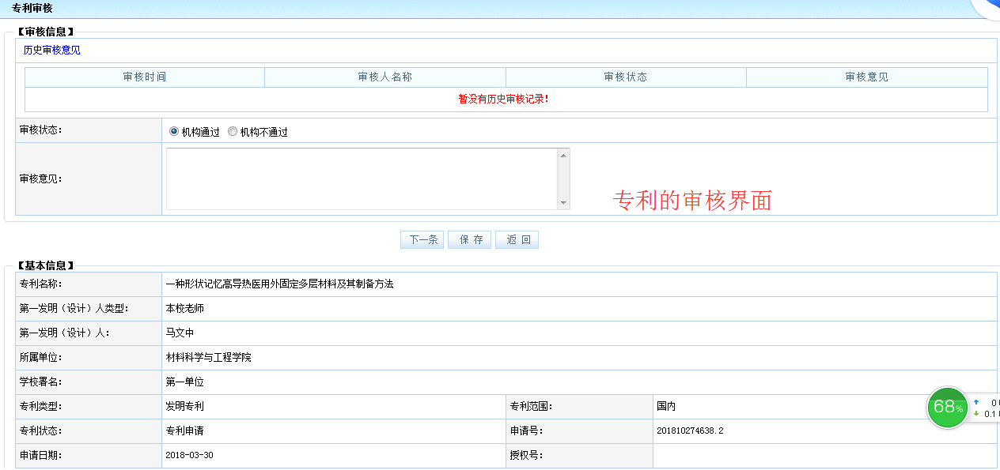 专利审核
【审核信息】
历史审核意见
审核时间 审核人名称 审核状态 审核意见
暂没有历史审核记录!
审核状态: 机构通过 机构不通过
审核意见:
专利的审核界面
下一条 保 存 返 回
【基本信息】
专利名称: 一种形状记忆高导热医用外固定多层材料及其制备方法
第一发明（设计）人类型: 本校老师
第一发明（设计）人: 马文中
所属单位: 材料科学与工程学院
学校署名: 第一单位
专利类型: 发明专利 专利范围: 国内
专利状态: 专利申请 申请号: 201810274638.2
申请日期: 2018-03-30 授权号:
68%
0
0.1